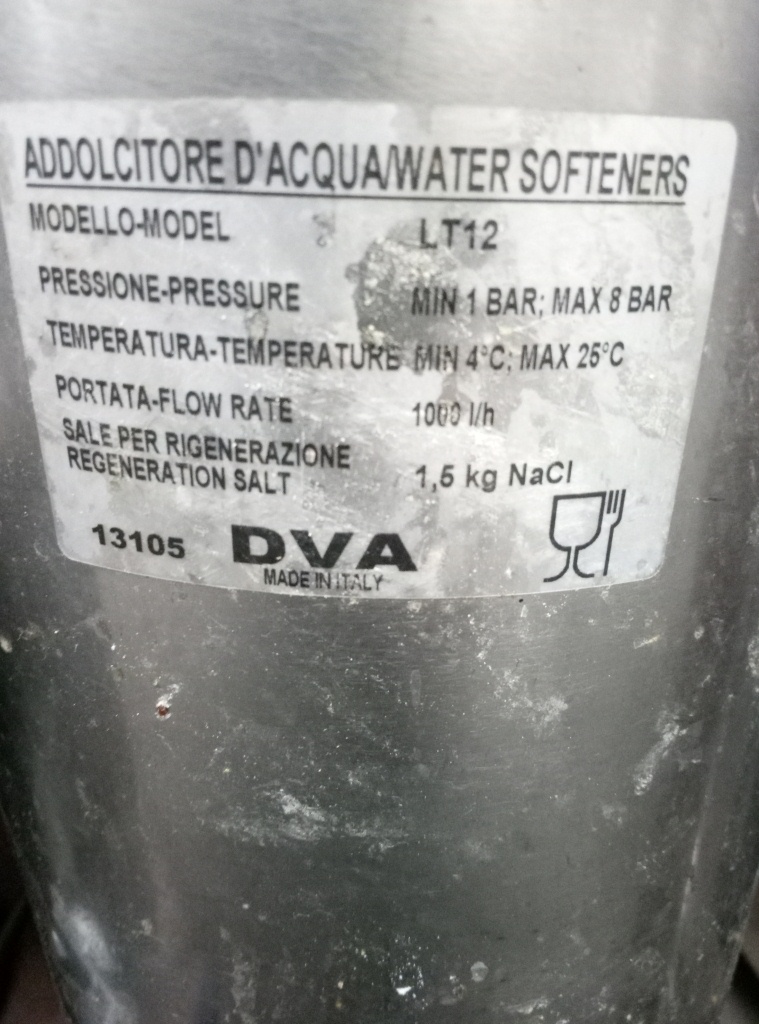 ADDOLCITORE D'ACQUA/WATER SOFTENERS
MODELLO-MODEL LT12
PRESSIONE-PRESSURE MIN 1 BAR; MAX 8 BAR
TEMPERATURA-TEMPERATURE MIN 4°C; MAX 25°C
PORTATA-FLOW RATE 1000 l/h
SALE PER RIGENERAZIONE
REGENERATION SALT 1,5 kg NaCl
13105 DVA
MADE IN ITALY